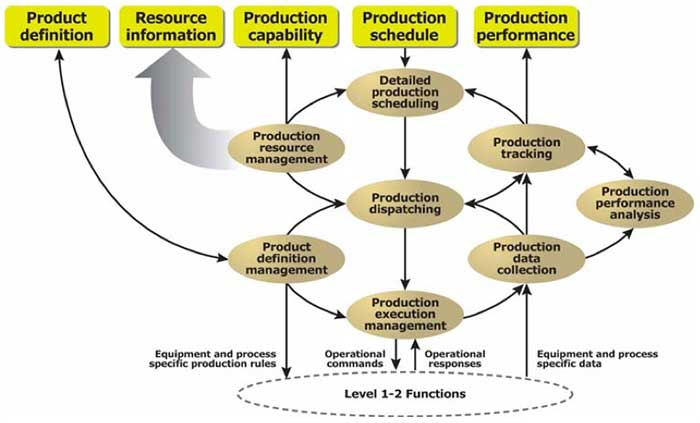 Product
definition
Resource
information
Production
capability
Production
schedule
Production
performance
Detailed
production
scheduling
Production
resource
management
Production
tracking
Production
dispatching
Production
performance
analysis
Product
definition
management
Production
data
collection
Production
execution
management
Equipment and process
specific production rules
Operational
commands
Operational
responses
Equipment and process
specific data
Level 1-2 Functions